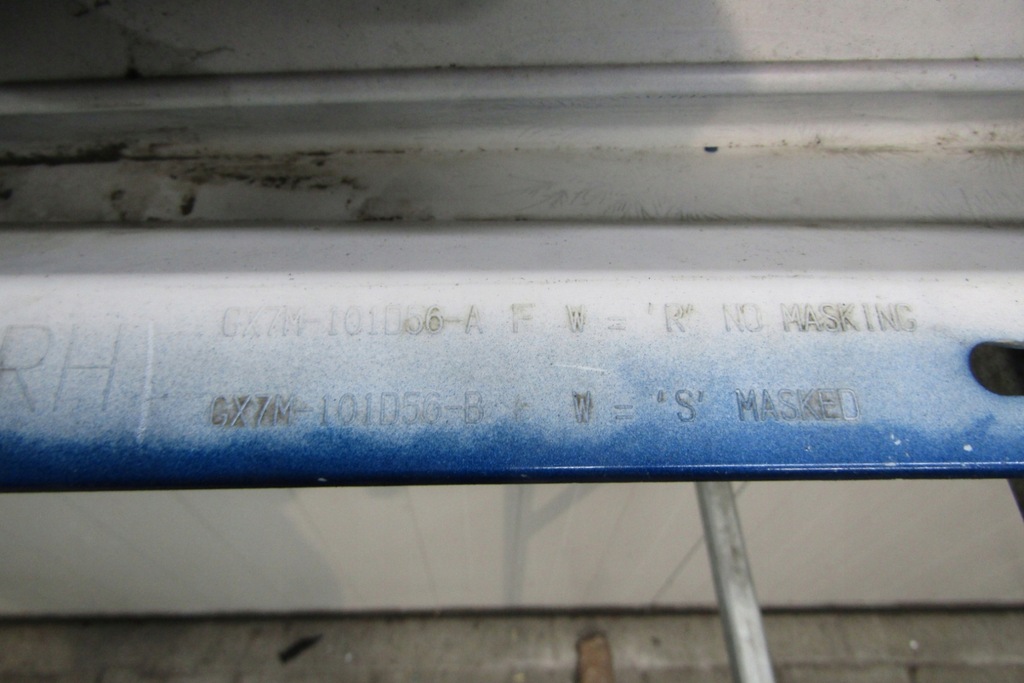 RH
GX7M-101D56-A F W = 'R' NO MASKING
GX7M-101D56-B F W = 'S' MASKED